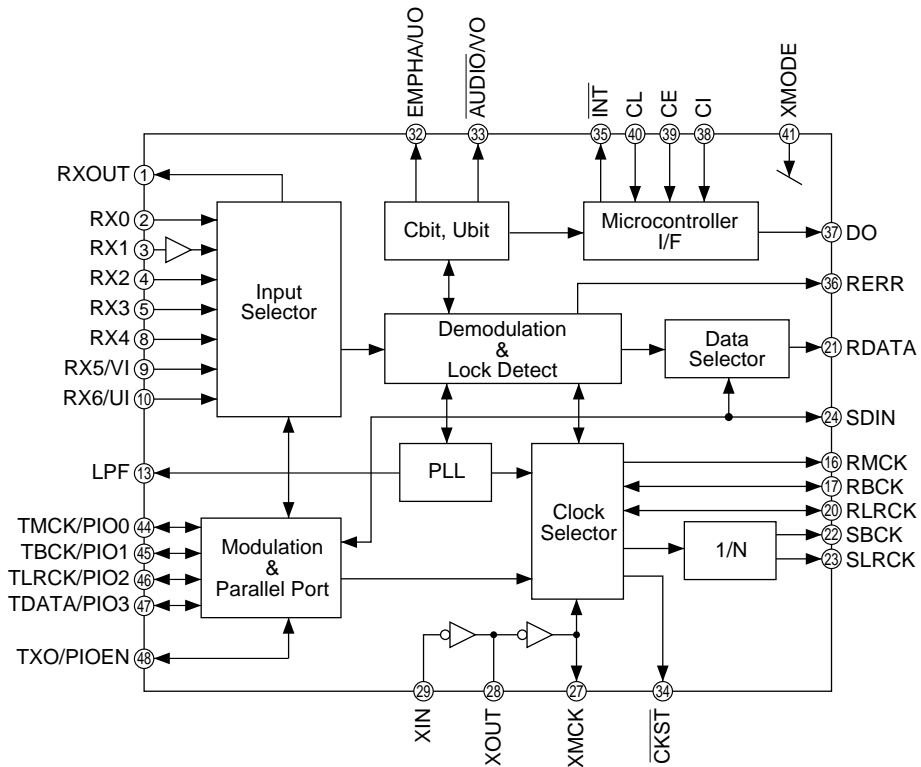 EMPHA/UO
AUDIO/VO
INT
CL
CE
CI
XMODE
32
33
35
40
39
38
41
RXOUT 1
RX0 2
RX1 3
RX2 4
RX3 5
RX4 8
RX5/VI 9
RX6/UI 10
Input
Selector
Cbit, Ubit
Microcontroller
I/F
37 DO
36 RERR
Demodulation
&
Lock Detect
Data
Selector
21 RDATA
24 SDIN
LPF 13
PLL
Clock
Selector
16 RMCK
17 RBCK
20 RLRCK
22 SBCK
23 SLRCK
1/N
TMCK/PIO0 44
TBCK/PIO1 45
TLRCK/PIO2 46
TDATA/PIO3 47
TXO/PIOEN 48
Modulation
&
Parallel Port
29
28
27
34
XIN
XOUT
XMCK
CKST